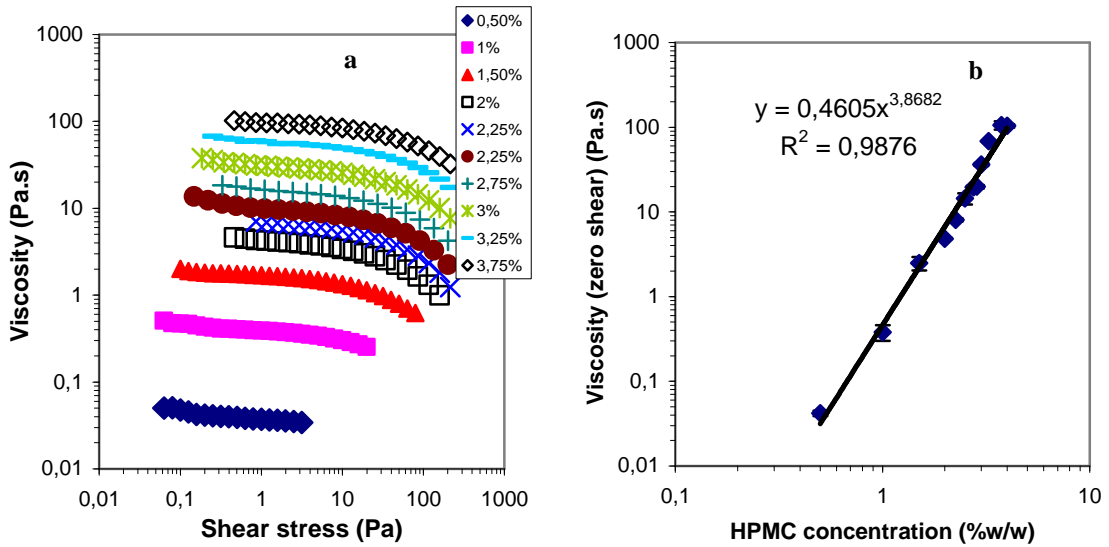 a
Viscosity (Pa.s)
1000
100
10
1
0,1
0,01
0,01 0,1 1 10 100 1000
Shear stress (Pa)
0,50%
1%
1,50%
2%
2,25%
2,25%
2,75%
3%
3,25%
3,75%
b
y = 0,4605x^3,8682
R² = 0,9876
Viscosity (zero shear) (Pa.s)
1000
100
10
1
0,1
0,01
0,1 1 10
HPMC concentration (%w/w)